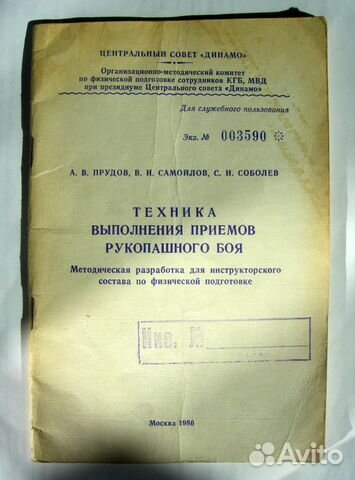 ЦЕНТРАЛЬНЫЙ СОВЕТ «ДИНАМО»
Организационно-методический комитет
по физической подготовке сотрудников КГБ, МВД
при президиуме Центрального совета «Динамо»
Для служебного пользования
Экз. № 003590 ※
А. В. ПРУДОВ, В. И. САМОЙЛОВ, С. Н. СОБОЛЕВ
ТЕХНИКА
ВЫПОЛНЕНИЯ ПРИЕМОВ
РУКОПАШНОГО БОЯ
Методическая разработка для инструкторского
состава по физической подготовке
Инв. №
Москва 1980
Avito